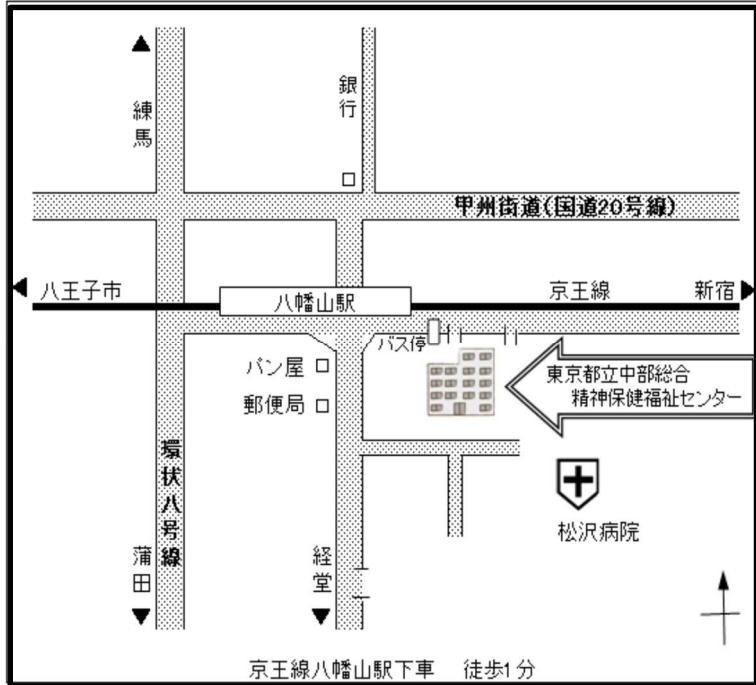 練馬
銀行
甲州街道(国道20号線)
八王子市
八幡山駅
京王線
新宿
バス停
パン屋
郵便局
東京都立中部総合
精神保健福祉センター
環状八号線
松沢病院
蒲田
経堂
京王線八幡山駅下車 徒歩1分